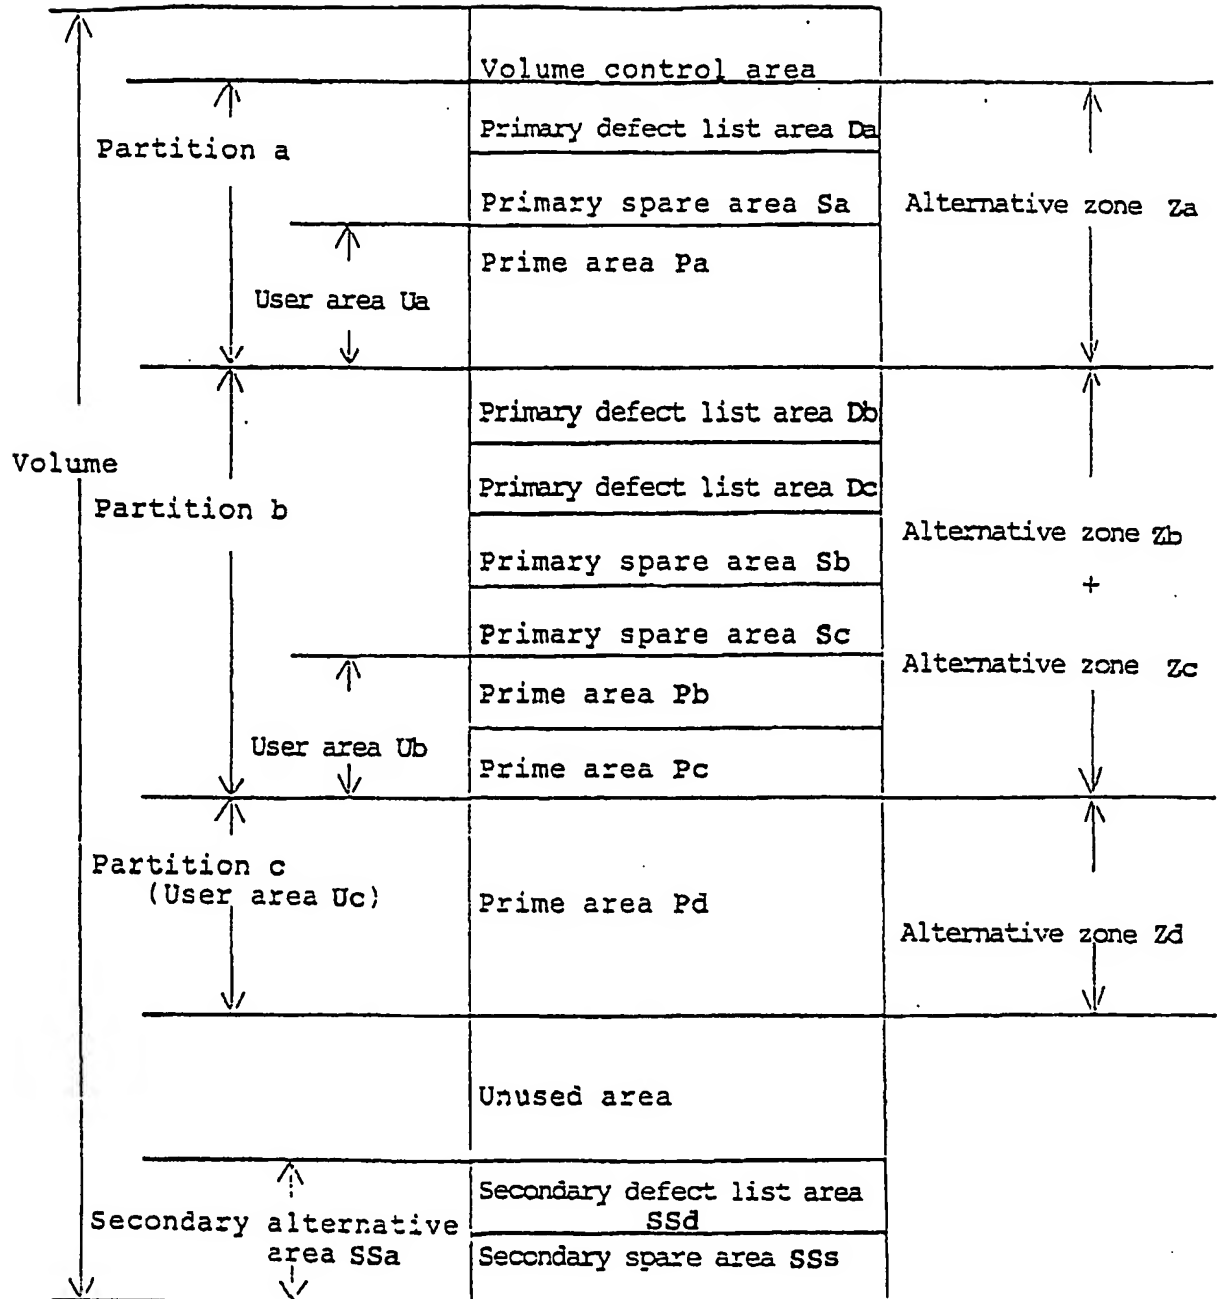 Volume control area
Primary defect list area Da
Partition a
Primary spare area Sa
Alternative zone Za
Prime area Pa
User area Ua
Primary defect list area Db
Volume
Primary defect list area Dc
Partition b
Alternative zone Zb
Primary spare area Sb
+
Primary spare area Sc
Alternative zone Zc
Prime area Pb
User area Ub
Prime area Pc
Partition c
(User area Uc)
Prime area Pd
Alternative zone Zd
Unused area
Secondary defect list area
SSd
Secondary alternative
area SSa
Secondary spare area SSs